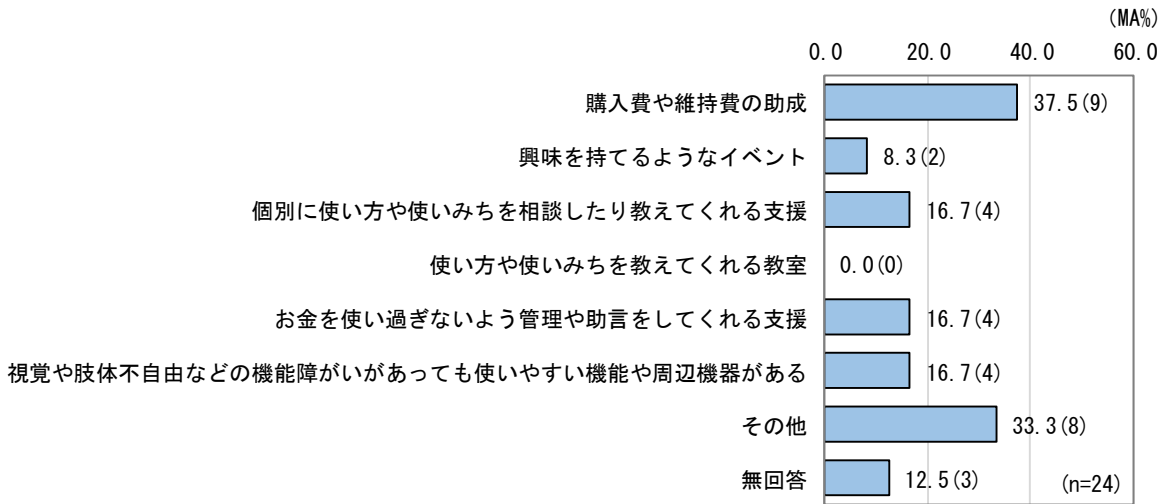 (MA%)
0.0 20.0 40.0 60.0
購入費や維持費の助成 37.5(9)
興味を持てるようなイベント 8.3(2)
個別に使い方や使いみちを相談したり教えてくれる支援 16.7(4)
使い方や使いみちを教えてくれる教室 0.0(0)
お金を使い過ぎないよう管理や助言をしてくれる支援 16.7(4)
視覚や肢体不自由などの機能障がいがあっても使いやすい機能や周辺機器がある 16.7(4)
その他 33.3(8)
無回答 12.5(3) (n=24)